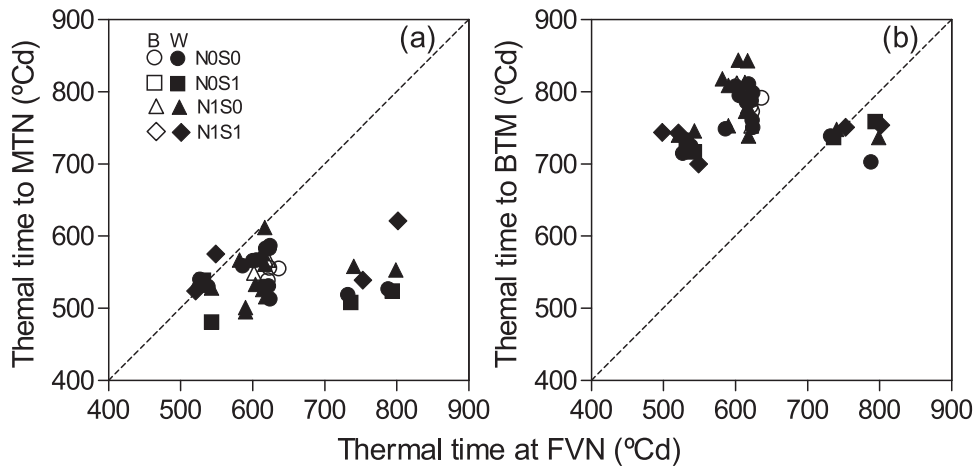 Themal time to MTN (ºCd)
900
800
700
600
500
400
400 500 600 700 800 900
(a)
B W
N0S0
N0S1
N1S0
N1S1
Themal time to BTM (ºCd)
900
800
700
600
500
400
400 500 600 700 800 900
(b)
Thermal time at FVN (ºCd)